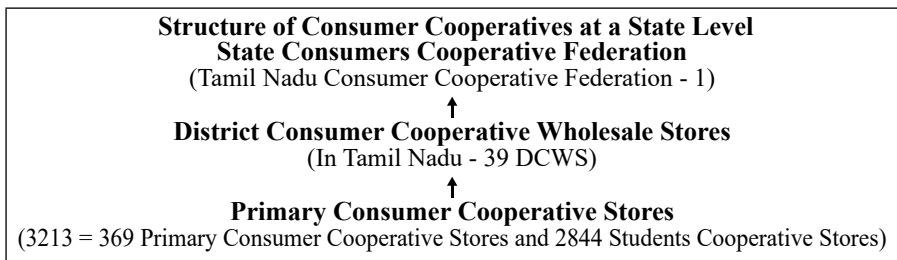 Structure of Consumer Cooperatives at a State Level
State Consumers Cooperative Federation
(Tamil Nadu Consumer Cooperative Federation - 1)
District Consumer Cooperative Wholesale Stores
(In Tamil Nadu - 39 DCWS)
Primary Consumer Cooperative Stores
(3213 = 369 Primary Consumer Cooperative Stores and 2844 Students Cooperative Stores)